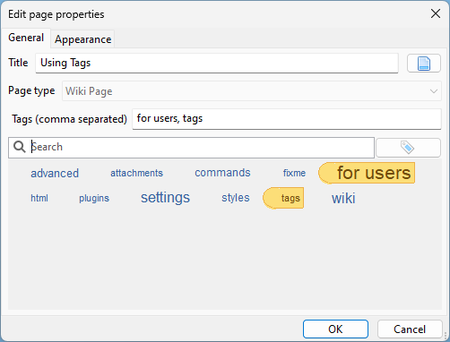 Edit page properties
General Appearance
Title Using Tags
Page type Wiki Page
Tags (comma separated) for users, tags
Search
advanced attachments commands fixme for users
html plugins settings styles tags wiki
OK Cancel